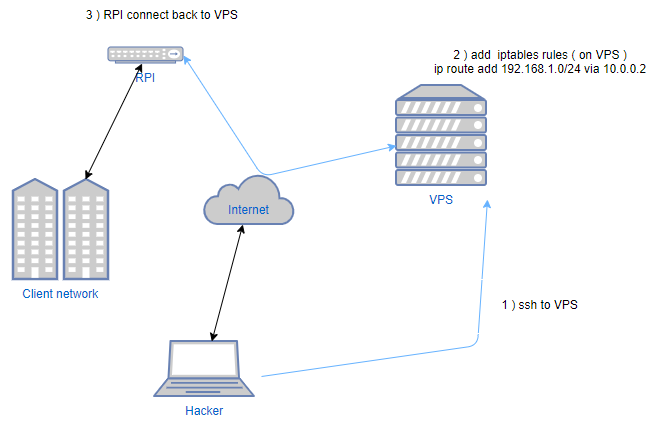 3 ) RPI connect back to VPS
RPI
2 ) add iptables rules ( on VPS )
ip route add 192.168.1.0/24 via 10.0.0.2
VPS
Internet
Client network
1 ) ssh to VPS
Hacker